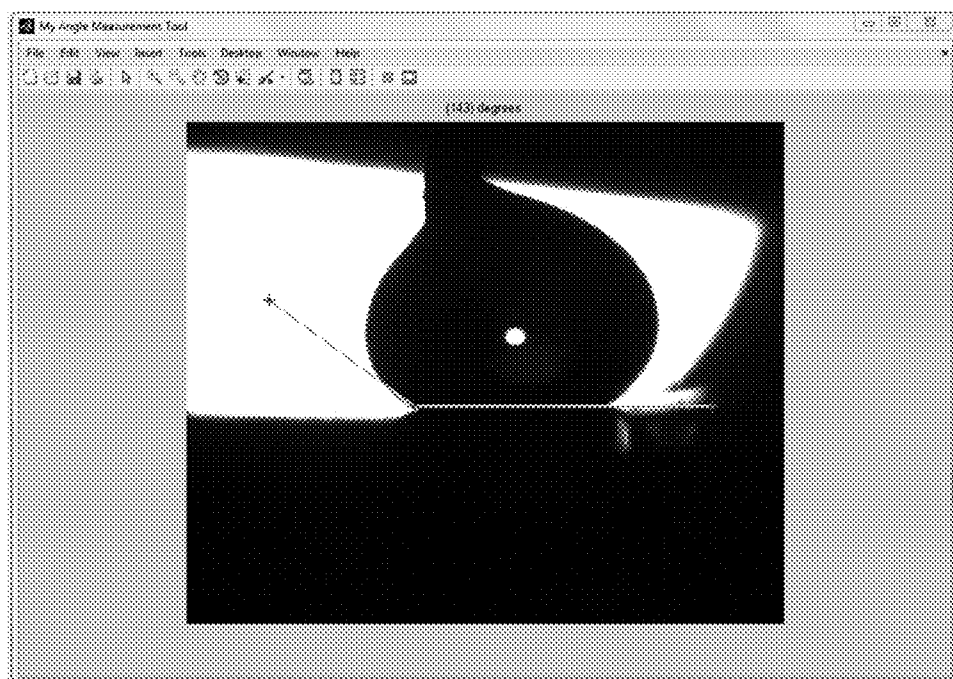 My Angle Measurement Tool
File Edit View Insert Tools Desktop Window Help
(143) degrees